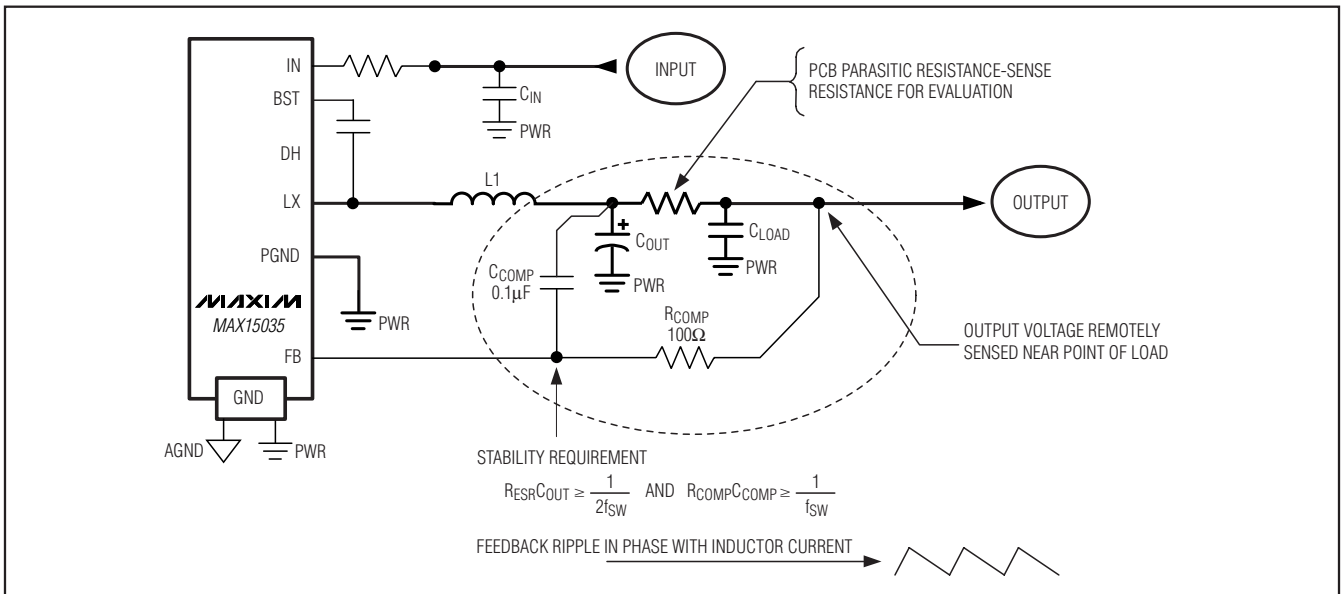 IN
INPUT
PCB PARASITIC RESISTANCE-SENSE
RESISTANCE FOR EVALUATION
CIN
PWR
BST
DH
L1
LX
OUTPUT
+
COUT
CLOAD
PWR
PWR
PGND
CCOMP
0.1µF
MAXIM
MAX15035
PWR
RCOMP
100Ω
FB
OUTPUT VOLTAGE REMOTELY
SENSED NEAR POINT OF LOAD
GND
AGND
PWR
STABILITY REQUIREMENT
RESRCOUT ≥ 1/2fSW AND RCOMPCCOMP ≥ 1/fSW
FEEDBACK RIPPLE IN PHASE WITH INDUCTOR CURRENT